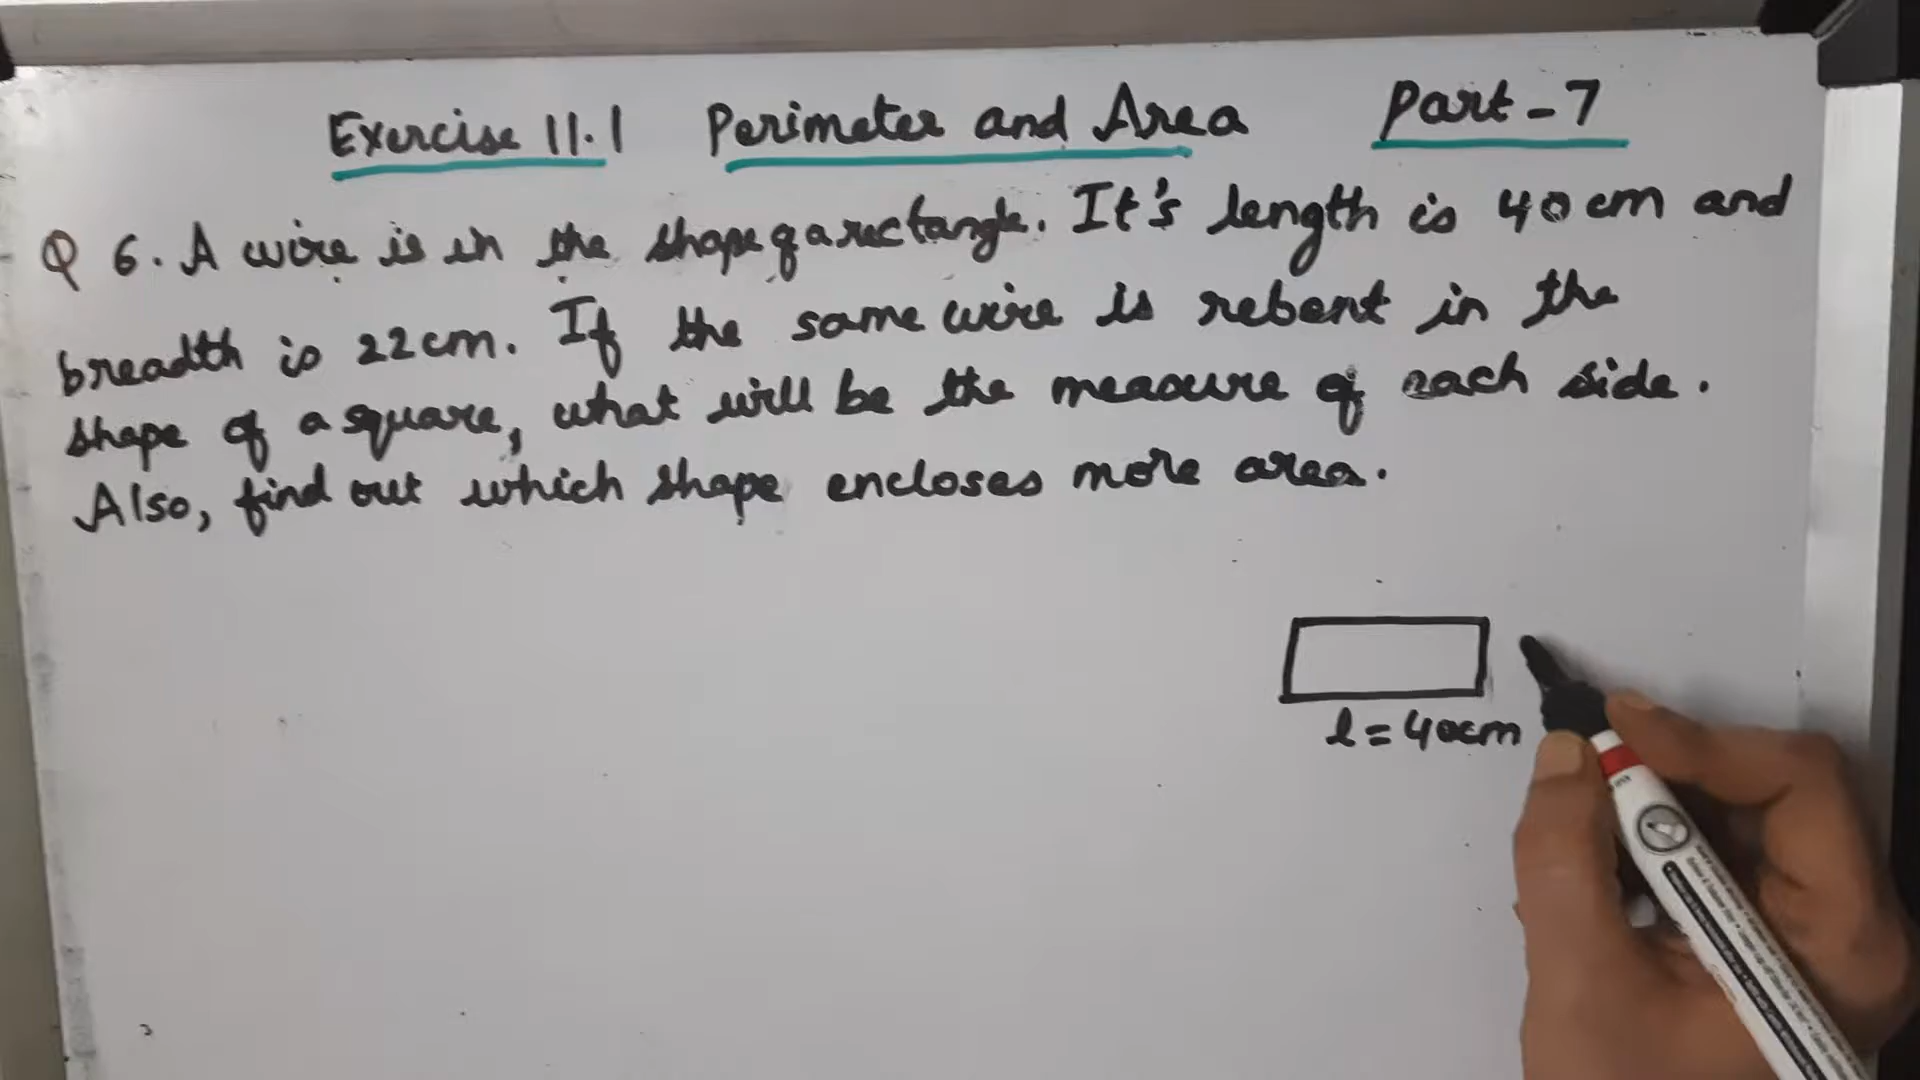 Exercise 11.1 Perimeter and Area Part-7
Q 6. A wire is in the shape of a rectangle. It's length is 40 cm and
breadth is 22 cm. If the same wire is rebent in the
shape of a square, what will be the measure of each side.
Also, find out which shape encloses more area.
l = 40cm